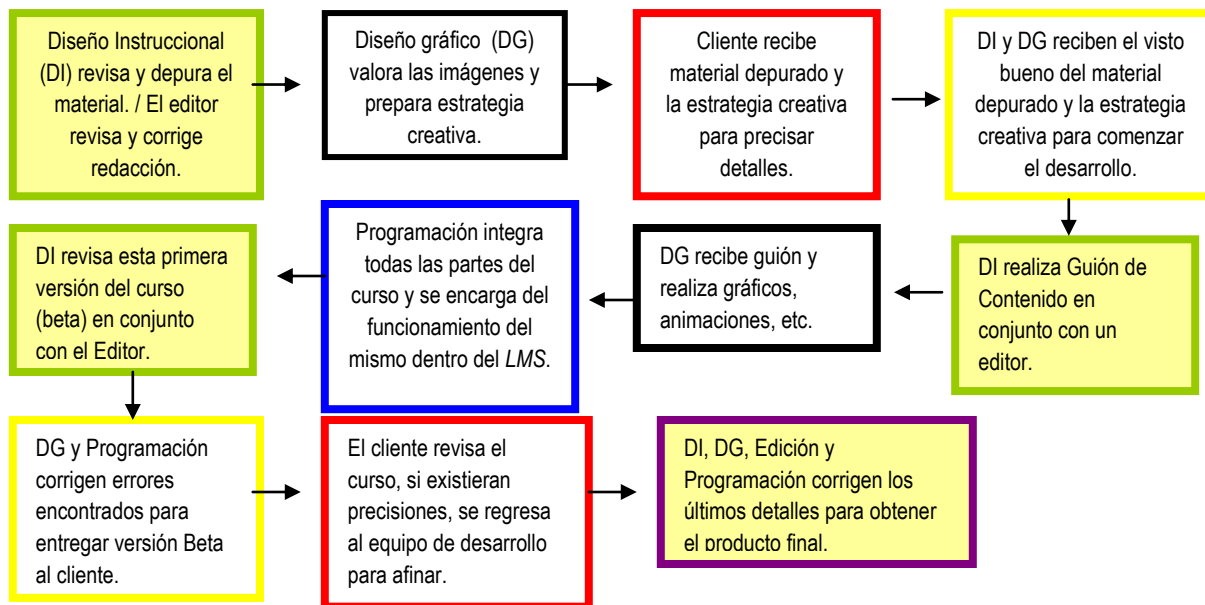 Diseño Instruccional
(DI) revisa y depura el
material. / El editor
revisa y corrige
redacción.
Diseño gráfico (DG)
valora las imágenes y
prepara estrategia
creativa.
Cliente recibe
material depurado y
la estrategia creativa
para precisar
detalles.
DI y DG reciben el visto
bueno del material
depurado y la estrategia
creativa para comenzar
el desarrollo.
DI realiza Guión de
Contenido en
conjunto con un
editor.
DG recibe guión y
realiza gráficos,
animaciones, etc.
Programación integra
todas las partes del
curso y se encarga del
funcionamiento del
mismo dentro del LMS.
DI revisa esta primera
versión del curso
(beta) en conjunto
con el Editor.
DG y Programación
corrigen errores
encontrados para
entregar versión Beta
al cliente.
El cliente revisa el
curso, si existieran
precisiones, se regresa
al equipo de desarrollo
para afinar.
DI, DG, Edición y
Programación corrigen los
últimos detalles para obtener
el producto final.